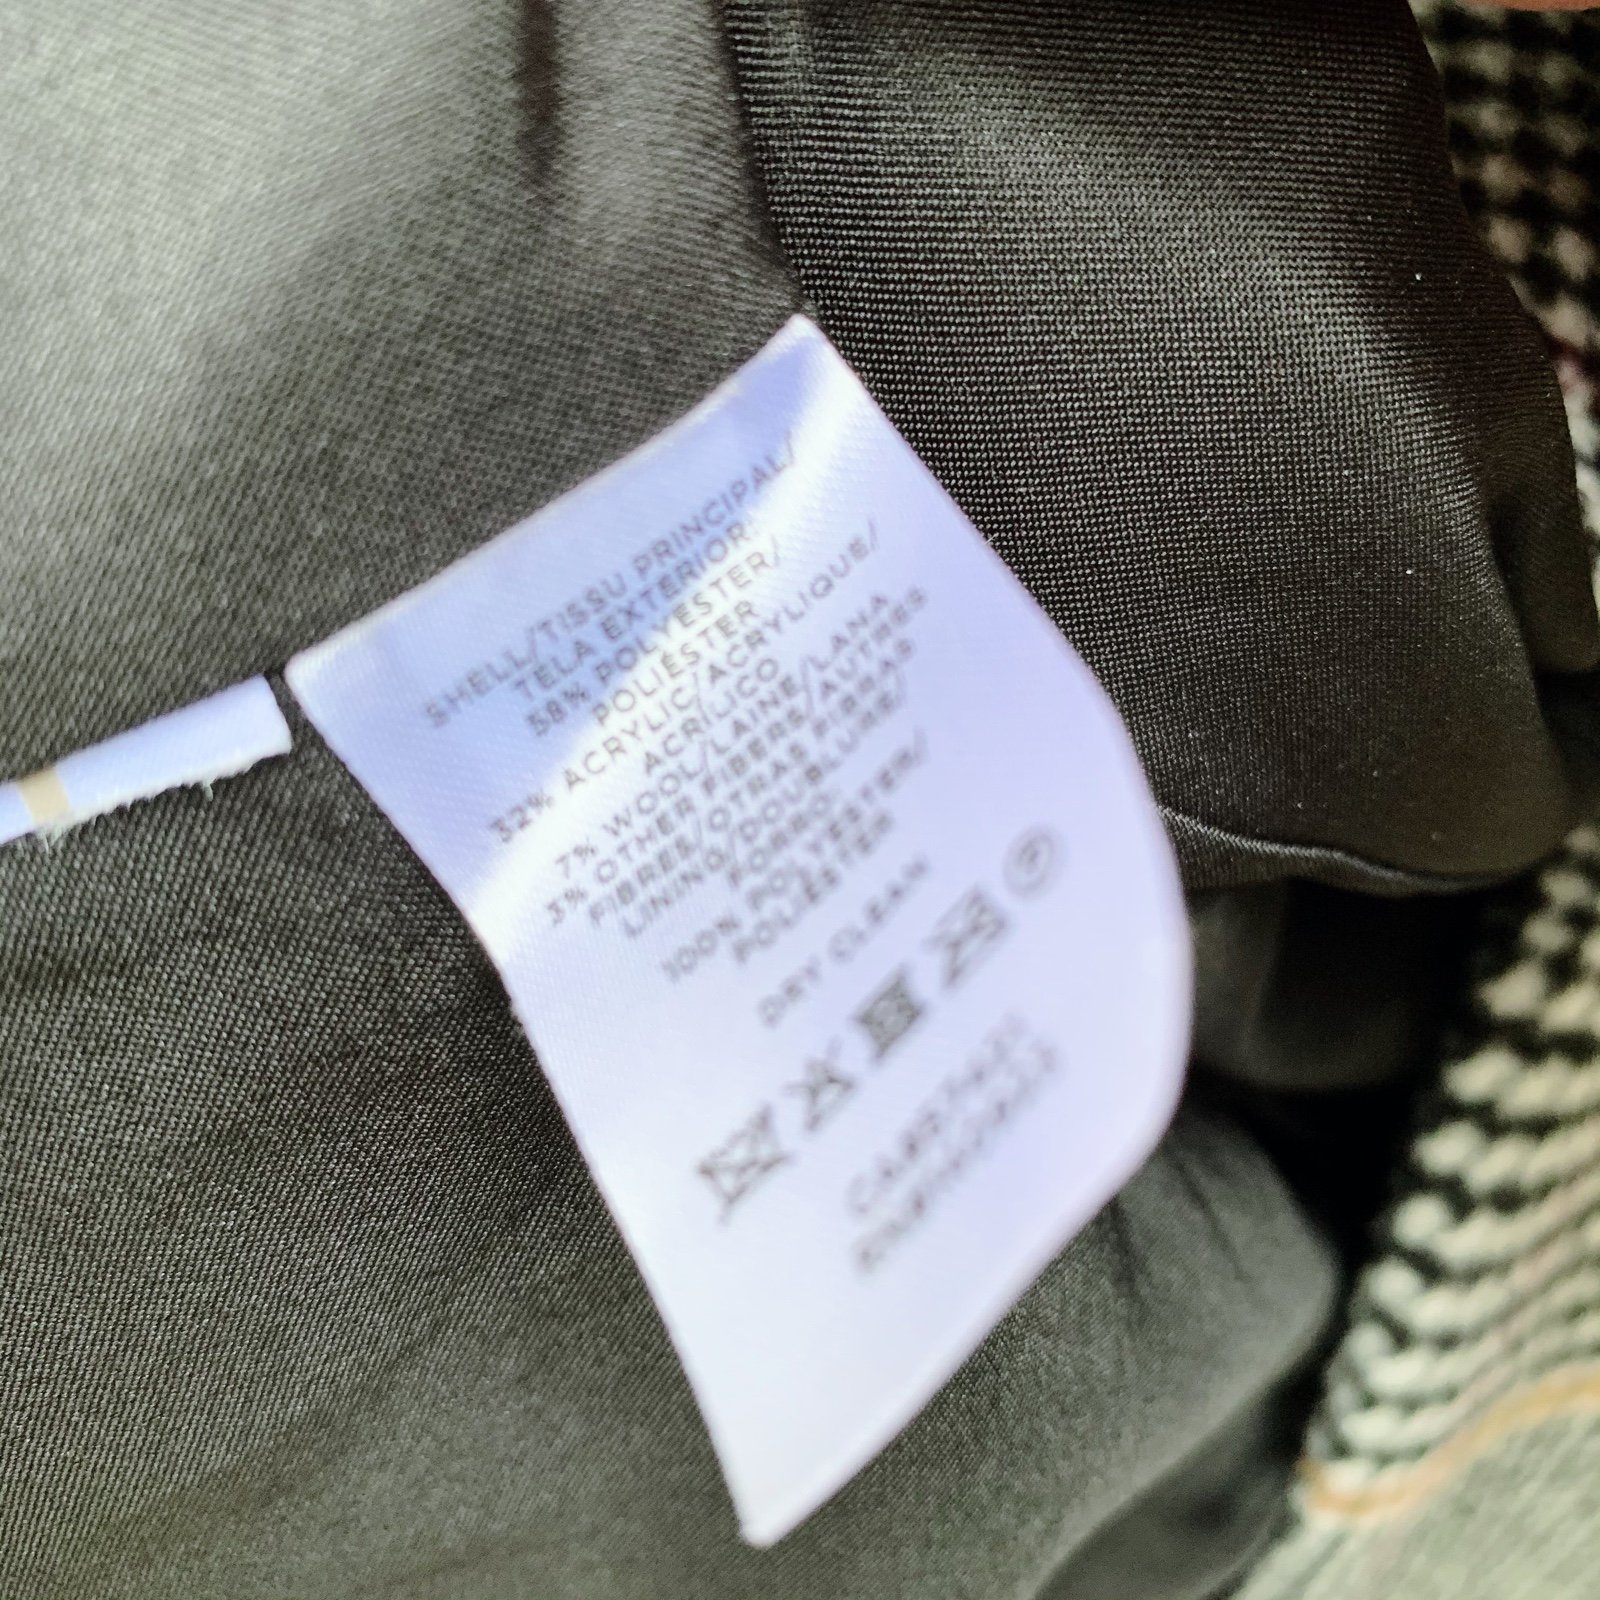 SHELL/TISSU PRINCIPAL/
TELA EXTERIOR:
58% POLYESTER/
POLIÉSTER
32% ACRYLIC/ACRYLIQUE/
ACRÍLICO
7% WOOL/LAINE/LANA
3% OTHER FIBERS/AUTRES
FIBRES/OTRAS FIBRAS
LINING/DOUBLURE/
FORRO:
100% POLYESTER/
POLIÉSTER
DRY CLEAN
P